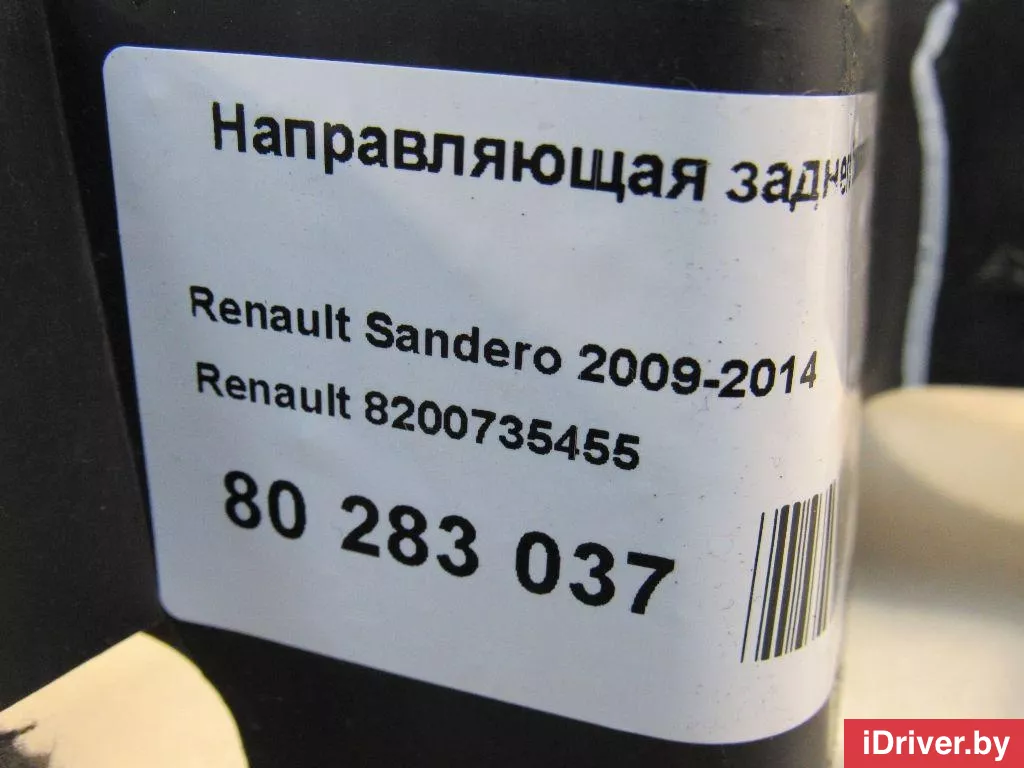 Направляющая
Renault Sandero 2009-2014
Renault 8200735455
80 283 037
iDriver.by